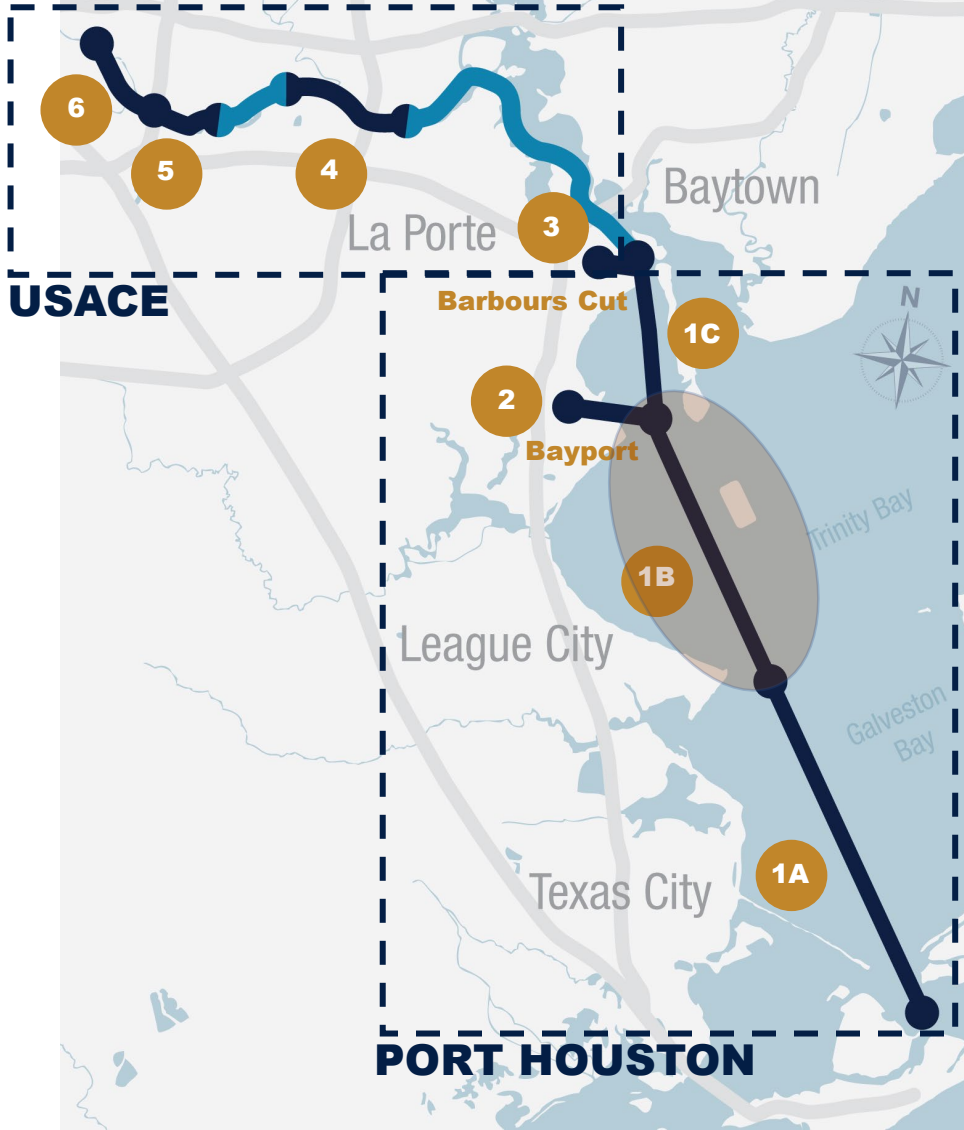 6
5
4
3
Baytown
La Porte
USACE
Barbours Cut
N
1C
2
Bayport
Trinity Bay
1B
League City
Galveston
Bay
1A
Texas City
PORT HOUSTON